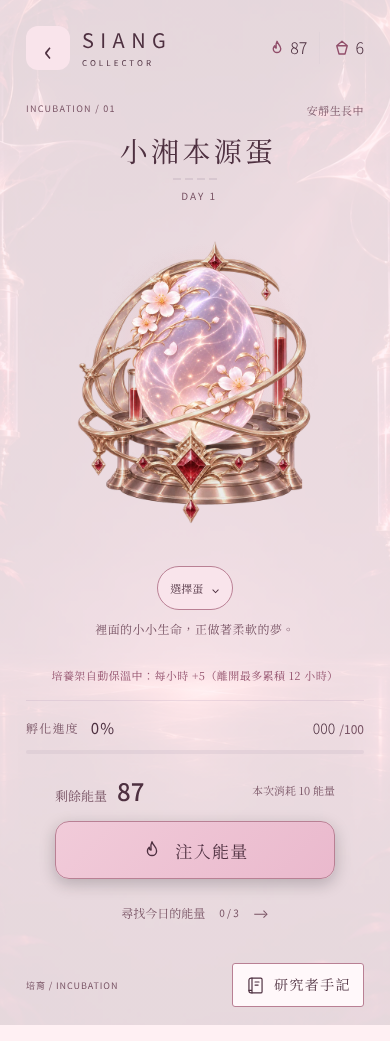 SIANG
COLLECTOR
87
6
INCUBATION / 01
安靜生長中
小湘本源蛋
DAY 1
選擇蛋
裡面的小小生命，正做著柔軟的夢。
培養架自動保溫中：每小時 +5（離開最多累積 12 小時）
孵化進度 0%
000 /100
剩餘能量 87
本次消耗 10 能量
注入能量
尋找今日的能量 0 / 3 →
培育 / INCUBATION
研究者手記